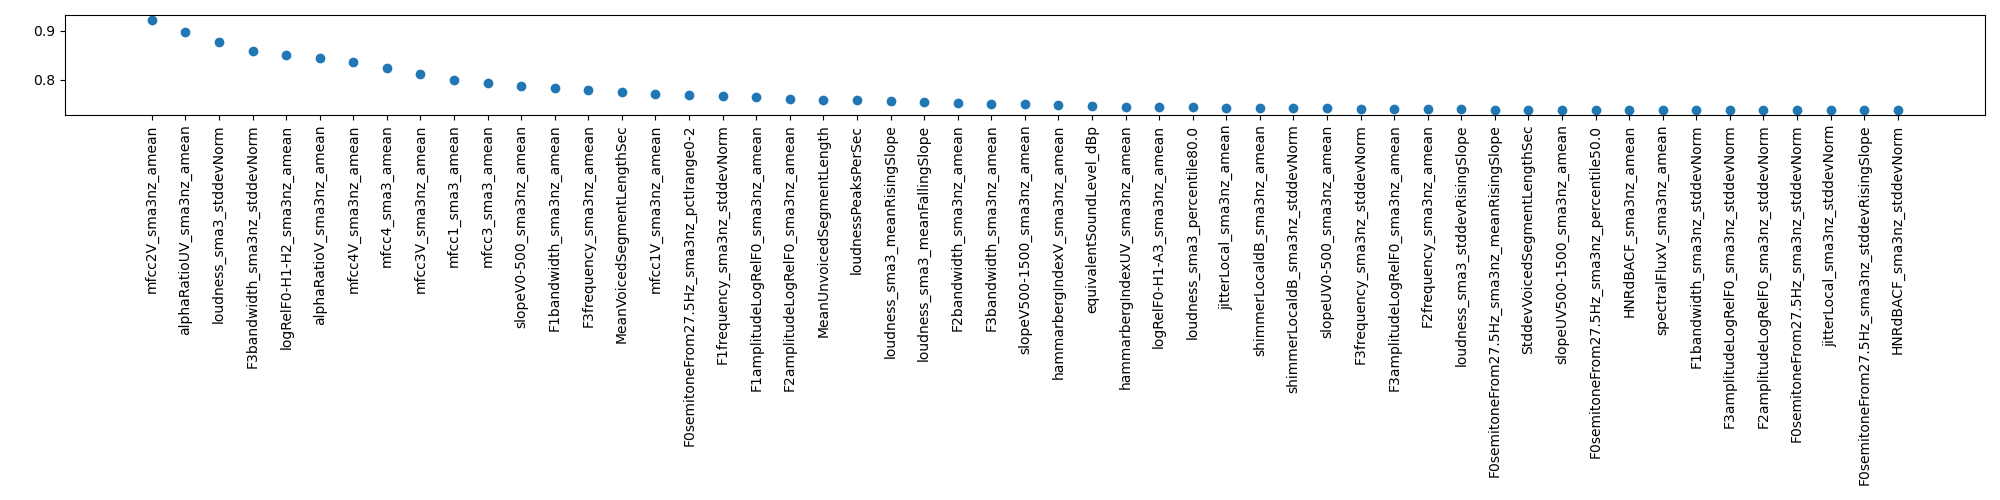 0.9
0.8
mfcc2V_sma3nz_amean
alphaRatioUV_sma3nz_amean
loudness_sma3_stddevNorm
F3bandwidth_sma3nz_stddevNorm
logRelF0-H1-H2_sma3nz_amean
alphaRatioV_sma3nz_amean
mfcc4V_sma3nz_amean
mfcc4_sma3_amean
mfcc3V_sma3nz_amean
mfcc1_sma3_amean
mfcc3_sma3_amean
slopeV0-500_sma3nz_amean
F1bandwidth_sma3nz_amean
F3frequency_sma3nz_amean
MeanVoicedSegmentLengthSec
mfcc1V_sma3nz_amean
F0semitoneFrom27.5Hz_sma3nz_pctlrange0-2
F1frequency_sma3nz_stddevNorm
F1amplitudeLogRelF0_sma3nz_amean
F2amplitudeLogRelF0_sma3nz_amean
MeanUnvoicedSegmentLength
loudnessPeaksPerSec
loudness_sma3_meanRisingSlope
loudness_sma3_meanFallingSlope
F2bandwidth_sma3nz_amean
F3bandwidth_sma3nz_amean
slopeV500-1500_sma3nz_amean
hammarbergIndexV_sma3nz_amean
equivalentSoundLevel_dBp
hammarbergIndexUV_sma3nz_amean
logRelF0-H1-A3_sma3nz_amean
loudness_sma3_percentile80.0
jitterLocal_sma3nz_amean
shimmerLocaldB_sma3nz_amean
shimmerLocaldB_sma3nz_stddevNorm
slopeUV0-500_sma3nz_amean
F3frequency_sma3nz_stddevNorm
F3amplitudeLogRelF0_sma3nz_amean
F2frequency_sma3nz_amean
loudness_sma3_stddevRisingSlope
F0semitoneFrom27.5Hz_sma3nz_meanRisingSlope
StddevVoicedSegmentLengthSec
slopeUV500-1500_sma3nz_amean
F0semitoneFrom27.5Hz_sma3nz_percentile50.0
HNRdBACF_sma3nz_amean
spectralFluxV_sma3nz_amean
F1bandwidth_sma3nz_stddevNorm
F3amplitudeLogRelF0_sma3nz_stddevNorm
F2amplitudeLogRelF0_sma3nz_stddevNorm
F0semitoneFrom27.5Hz_sma3nz_stddevNorm
jitterLocal_sma3nz_stddevNorm
F0semitoneFrom27.5Hz_sma3nz_stddevRisingSlope
HNRdBACF_sma3nz_stddevNorm